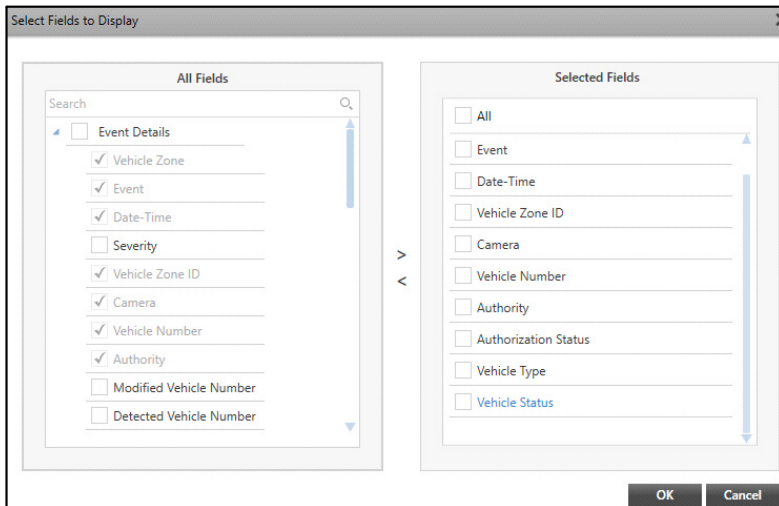 Select Fields to Display
All Fields
Search
Event Details
Vehicle Zone
Event
Date-Time
Severity
Vehicle Zone ID
Camera
Vehicle Number
Authority
Modified Vehicle Number
Detected Vehicle Number
>
<
Selected Fields
All
Event
Date-Time
Vehicle Zone ID
Camera
Vehicle Number
Authority
Authorization Status
Vehicle Type
Vehicle Status
OK Cancel